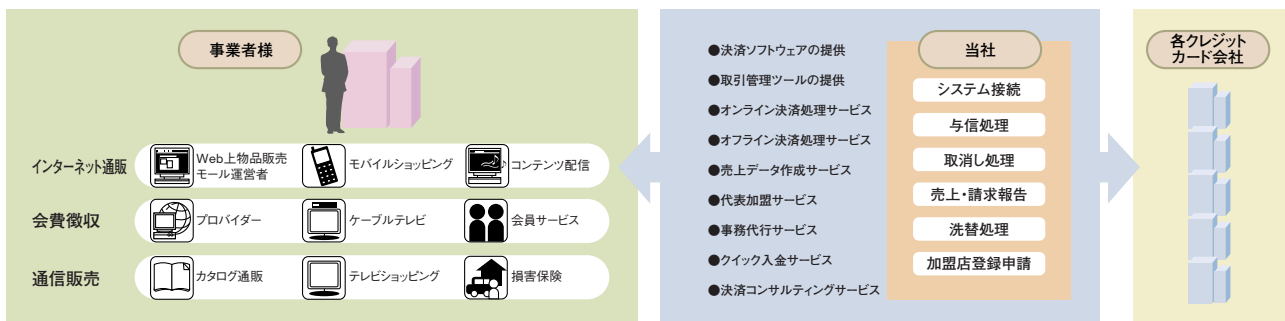 事業者様
インターネット通販
Web上物品販売
モール運営者
モバイルショッピング
コンテンツ配信
会費徴収
プロバイダー
ケーブルテレビ
会員サービス
通信販売
カタログ通販
テレビショッピング
損害保険
●決済ソフトウェアの提供
●取引管理ツールの提供
●オンライン決済処理サービス
●オフライン決済処理サービス
●売上データ作成サービス
●代表加盟サービス
●事務代行サービス
●クイック入金サービス
●決済コンサルティングサービス
当社
システム接続
与信処理
取消し処理
売上・請求報告
洗替処理
加盟店登録申請
各クレジット
カード会社